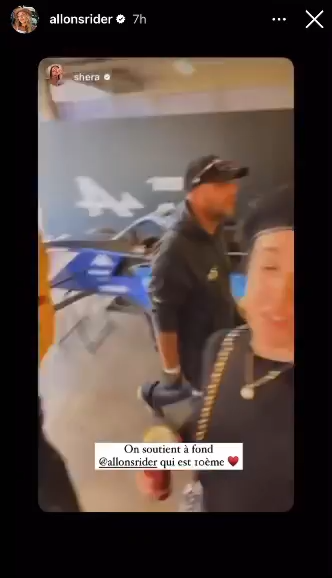 allonsrider 7h
shera
On soutient à fond
@allonsrider qui est 10ème ❤️